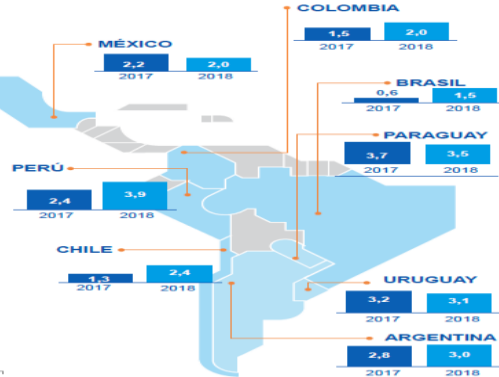 COLOMBIA
1,5 2,0
2017 2018
MÉXICO
2,2 2,0
2017 2018
BRASIL
0,6 1,5
2017 2018
PARAGUAY
3,7 3,5
2017 2018
PERÚ
2,4 3,9
2017 2018
CHILE
1,3 2,4
2017 2018
URUGUAY
3,2 3,1
2017 2018
ARGENTINA
2,8 3,0
2017 2018